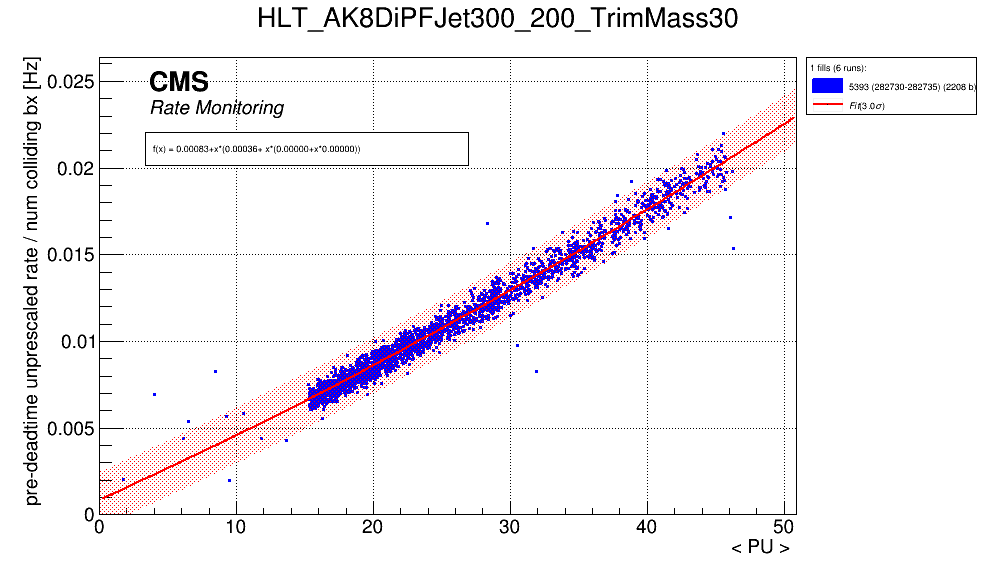 HLT_AK8DiPFJet300_200_TrimMass30
pre-deadtime unprescaled rate / num colliding bx [Hz]
0.025
0.02
0.015
0.01
0.005
0
CMS
Rate Monitoring
f(x) = 0.00083+x*(0.00036+ x*(0.00000+x*0.00000))
1 fills (6 runs):
5393 (282730-282735) (2208 b)
Fit(3.0σ)
0 10 20 30 40 50
< PU >